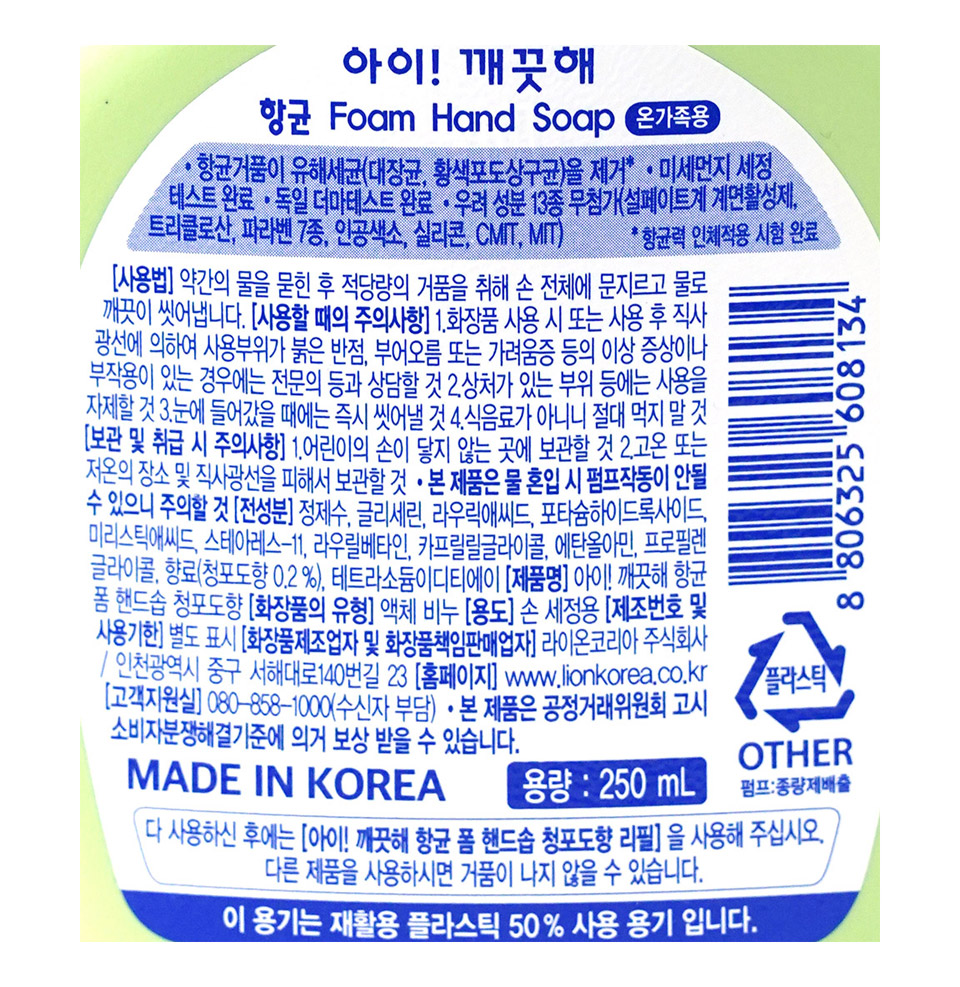 아이! 깨끗해
항균 Foam Hand Soap 온가족용
• 항균거품이 유해세균(대장균, 황색포도상구균)을 제거* • 미세먼지 세정
테스트 완료 • 독일 더마테스트 완료 • 우려 성분 13종 무첨가(설페이트계 계면활성제,
트리클로산, 파라벤 7종, 인공색소, 실리콘, CMIT, MIT) *항균력 인체적용 시험 완료
[사용법] 약간의 물을 묻힌 후 적당량의 거품을 취해 손 전체에 문지르고 물로
깨끗이 씻어냅니다. [사용할 때의 주의사항] 1.화장품 사용 시 또는 사용 후 직사
광선에 의하여 사용부위가 붉은 반점, 부어오름 또는 가려움증 등의 이상 증상이나
부작용이 있는 경우에는 전문의 등과 상담할 것 2.상처가 있는 부위 등에는 사용을
자제할 것 3.눈에 들어갔을 때에는 즉시 씻어낼 것 4.식음료가 아니니 절대 먹지 말 것
[보관 및 취급 시 주의사항] 1.어린이의 손이 닿지 않는 곳에 보관할 것 2.고온 또는
저온의 장소 및 직사광선을 피해서 보관할 것 • 본 제품은 물 혼입 시 펌프작동이 안될
수 있으니 주의할 것 [전성분] 정제수, 글리세린, 라우릭애씨드, 포타슘하이드록사이드,
미리스틱애씨드, 스테아레스-11, 라우릴베타인, 카프릴릴글라이콜, 에탄올아민, 프로필렌
글라이콜, 향료(청포도향 0.2%), 테트라소듐이디티에이 [제품명] 아이! 깨끗해 항균
폼 핸드솝 청포도향 [화장품의 유형] 액체 비누 [용도] 손 세정용 [제조번호 및
사용기한] 별도 표시 [화장품제조업자 및 화장품책임판매업자] 라이온코리아 주식회사
/ 인천광역시 중구 서해대로140번길 23 [홈페이지] www.lionkorea.co.kr
[고객지원실] 080-858-1000(수신자 부담) • 본 제품은 공정거래위원회 고시
소비자분쟁해결기준에 의거 보상 받을 수 있습니다.
8 806325 608134
플라스틱
OTHER
펌프:종량제배출
MADE IN KOREA 용량 : 250 mL
다 사용하신 후에는 [아이! 깨끗해 항균 폼 핸드솝 청포도향 리필] 을 사용해 주십시오.
다른 제품을 사용하시면 거품이 나지 않을 수 있습니다.
이 용기는 재활용 플라스틱 50% 사용 용기 입니다.